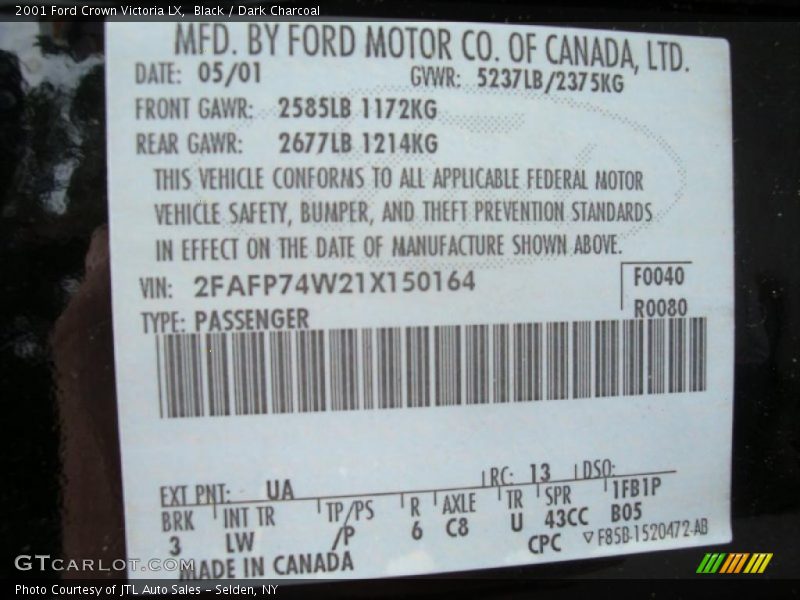 2001 Ford Crown Victoria LX, Black / Dark Charcoal
MFD. BY FORD MOTOR CO. OF CANADA, LTD.
DATE: 05/01 GVWR: 5237LB/2375KG
FRONT GAWR: 2585LB 1172KG
REAR GAWR: 2677LB 1214KG
THIS VEHICLE CONFORMS TO ALL APPLICABLE FEDERAL MOTOR
VEHICLE SAFETY, BUMPER, AND THEFT PREVENTION STANDARDS
IN EFFECT ON THE DATE OF MANUFACTURE SHOWN ABOVE.
VIN: 2FAFP74W21X150164 F0040
TYPE: PASSENGER R0080
EXT PNT: UA RC: 13 DSO:
BRK INT TR TP/PS R AXLE TR SPR 1FB1P
3 LW /P 6 C8 U 43CC B05
MADE IN CANADA CPC ▽F85B-1520472-AB
GTcarlot.com
Photo Courtesy of JTL Auto Sales - Selden, NY